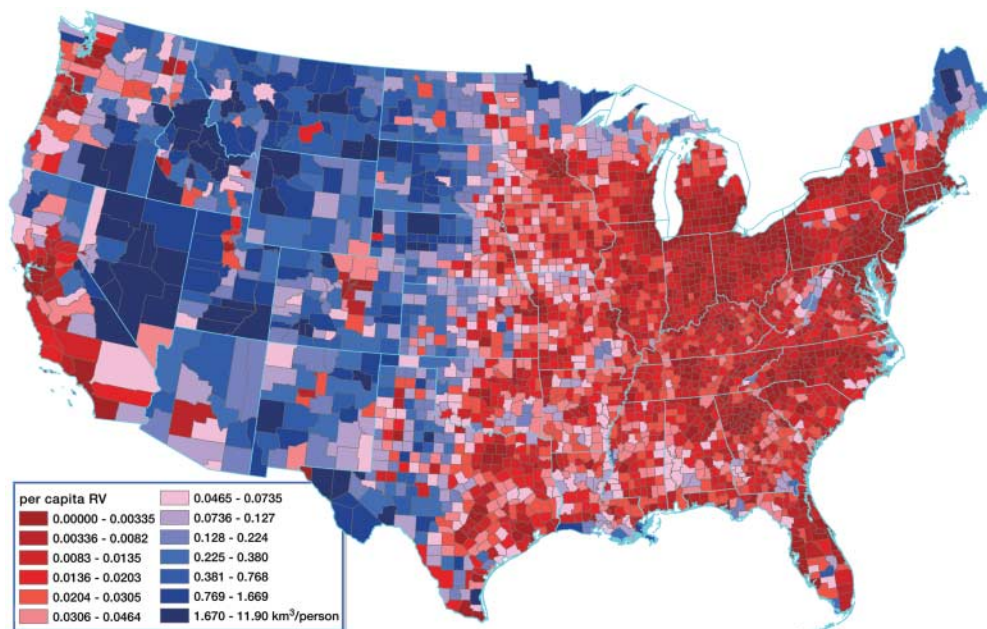 per capita RV
0.00000 - 0.00335
0.00336 - 0.0082
0.0083 - 0.0135
0.0136 - 0.0203
0.0204 - 0.0305
0.0306 - 0.0464
0.0465 - 0.0735
0.0736 - 0.127
0.128 - 0.224
0.225 - 0.380
0.381 - 0.768
0.769 - 1.669
1.670 - 11.90 km³/person